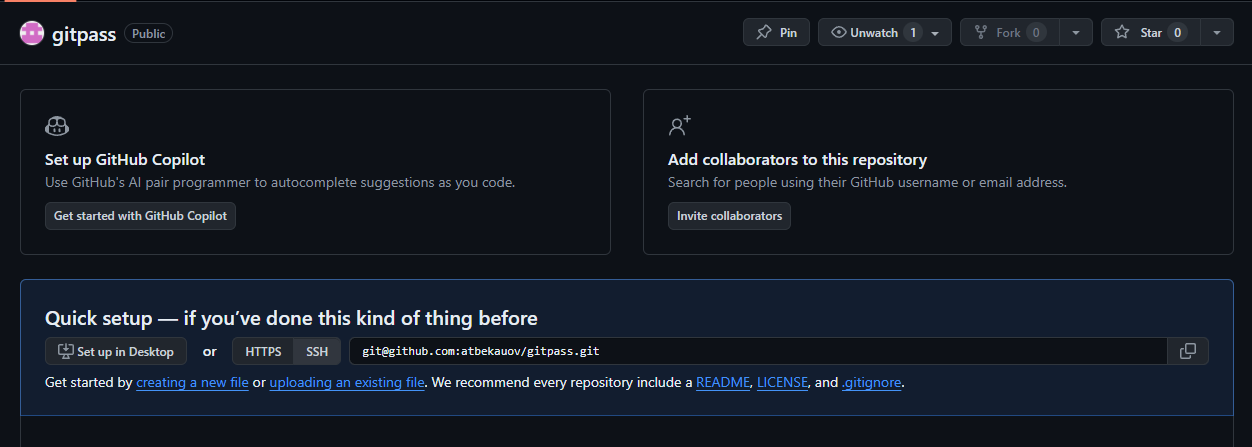 gitpass Public Pin Unwatch 1 Fork 0 Star 0
Set up GitHub Copilot
Use GitHub's AI pair programmer to autocomplete suggestions as you code.
Get started with GitHub Copilot
Add collaborators to this repository
Search for people using their GitHub username or email address.
Invite collaborators
Quick setup — if you’ve done this kind of thing before
Set up in Desktop or HTTPS SSH git@github.com:atbekauov/gitpass.git
Get started by creating a new file or uploading an existing file. We recommend every repository include a README, LICENSE, and .gitignore.